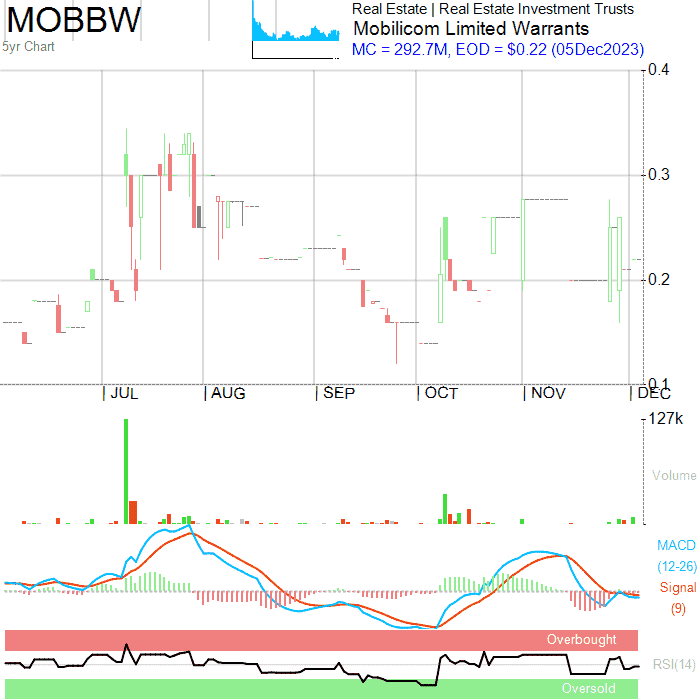 MOBBW
5yr Chart
Real Estate | Real Estate Investment Trusts
Mobilicom Limited Warrants
MC = 292.7M, EOD = $0.22 (05Dec2023)
0.4
0.3
0.2
0.1
| JUL | AUG | SEP | OCT | NOV | DEC
127k
Volume
MACD
(12-26)
Signal
(9)
Overbought
RSI(14)
Oversold